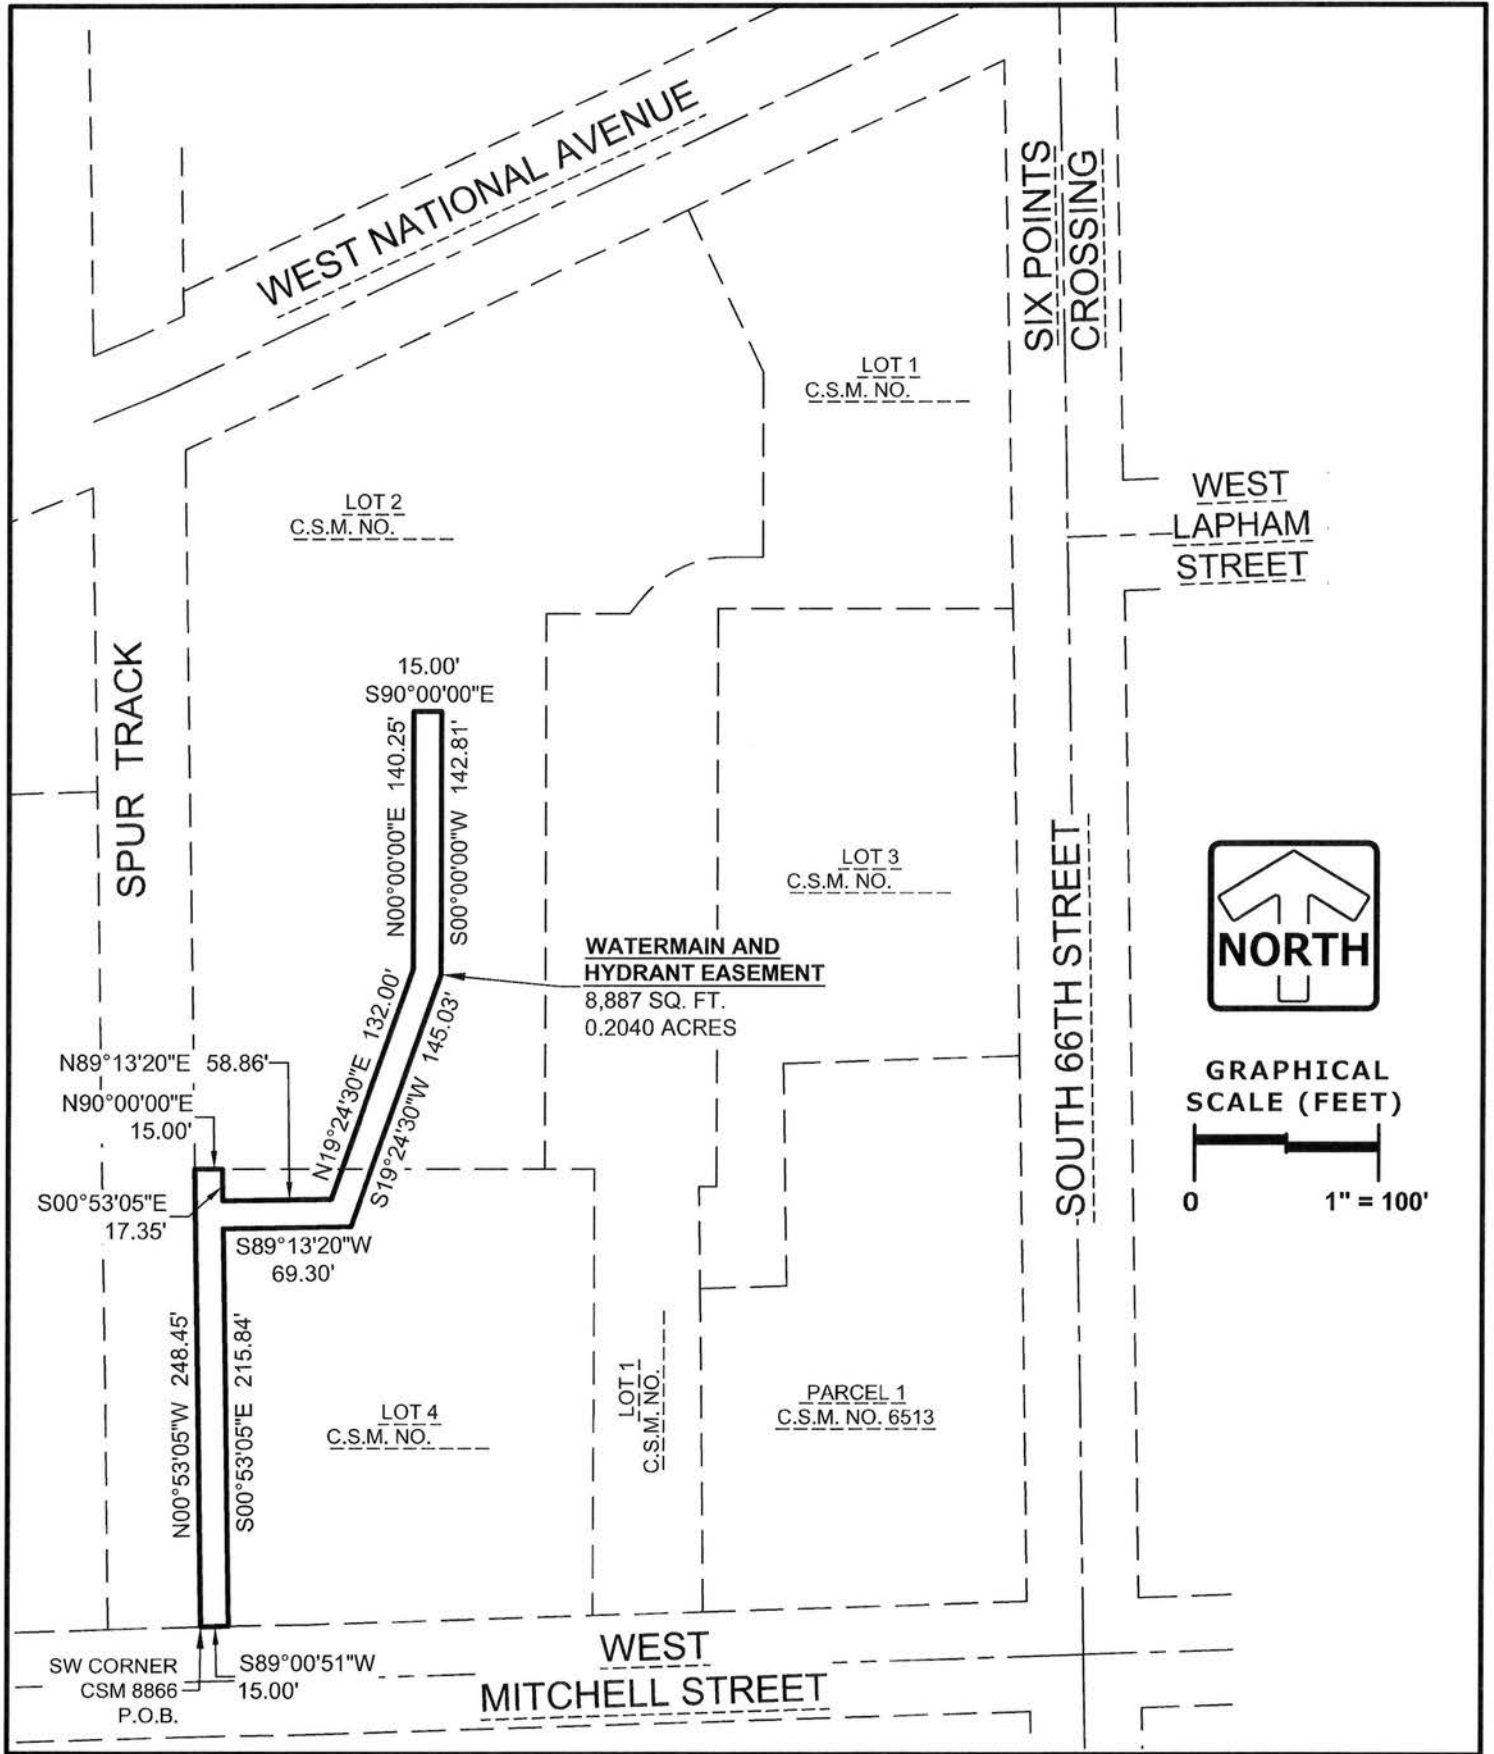 WEST NATIONAL AVENUE
SIX POINTS
CROSSING
LOT 1
C.S.M. NO.
LOT 2
C.S.M. NO.
WEST
LAPHAM
STREET
SPUR TRACK
15.00'
S90°00'00"E
N00°00'00"E 140.25'
S00°00'00"W 142.81'
LOT 3
C.S.M. NO.
SOUTH 66TH STREET
NORTH
WATERMAIN AND
HYDRANT EASEMENT
8,887 SQ. FT.
0.2040 ACRES
N19°24'30"E 132.00'
S19°24'30"W 145.03'
N89°13'20"E 58.86'
N90°00'00"E
15.00'
S00°53'05"E
17.35'
S89°13'20"W
69.30'
GRAPHICAL
SCALE (FEET)
0 1" = 100'
N00°53'05"W 248.45'
S00°53'05"E 215.84'
LOT 4
C.S.M. NO.
LOT 1
C.S.M. NO.
PARCEL 1
C.S.M. NO. 6513
SW CORNER
CSM 8866
P.O.B.
S89°00'51"W
15.00'
WEST
MITCHELL STREET